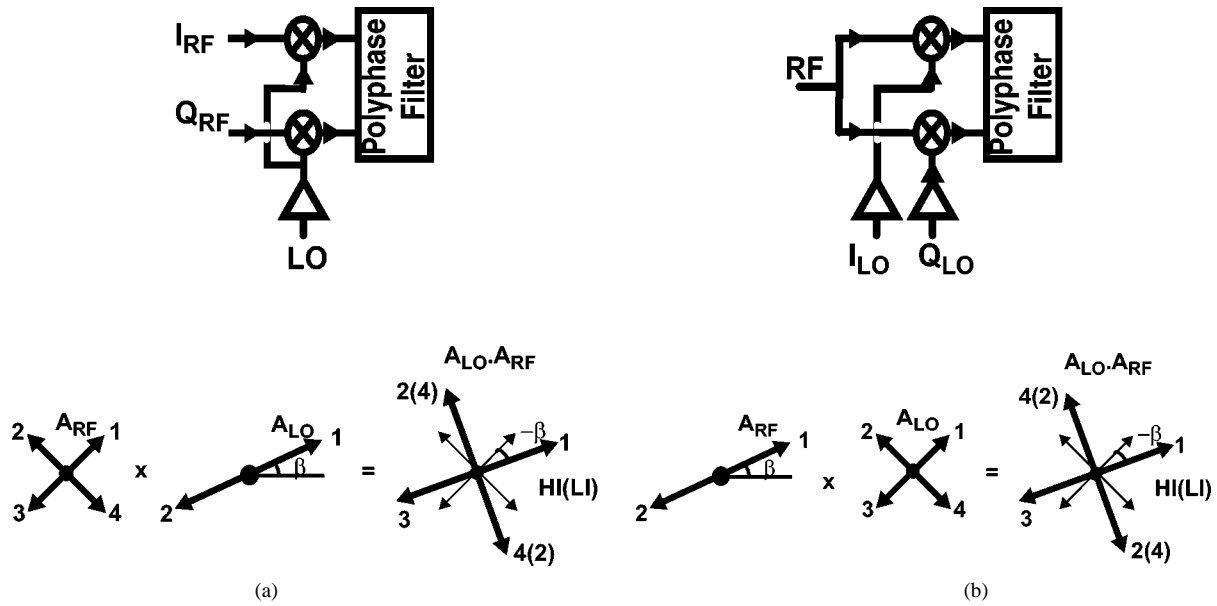 I_RF
Q_RF
LO
Polyphase
Filter
RF
I_LO
Q_LO
Polyphase
Filter
A_RF
2 1
3 4
x
A_LO
1
β
2
=
A_LO.A_RF
2(4)
−β
1
HI(LI)
3
4(2)
(a)
A_RF
1
β
2
x
A_LO
2 1
3 4
=
A_LO.A_RF
4(2)
−β
1
HI(LI)
3
2(4)
(b)